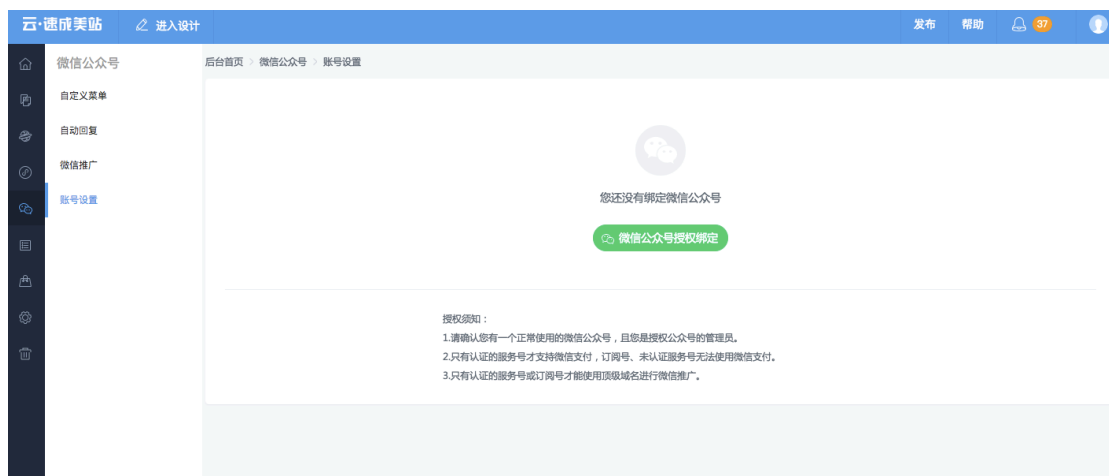 云·速成美站 进入设计 发布 帮助 37
微信公众号
自定义菜单
自动回复
微信推广
账号设置
后台首页 > 微信公众号 > 账号设置
您还没有绑定微信公众号
微信公众号授权绑定
授权须知：
1.请确认您有一个正常使用的微信公众号，且您是授权公众号的管理员。
2.只有认证的服务号才支持微信支付，订阅号、未认证服务号无法使用微信支付。
3.只有认证的服务号或订阅号才能使用顶级域名进行微信推广。